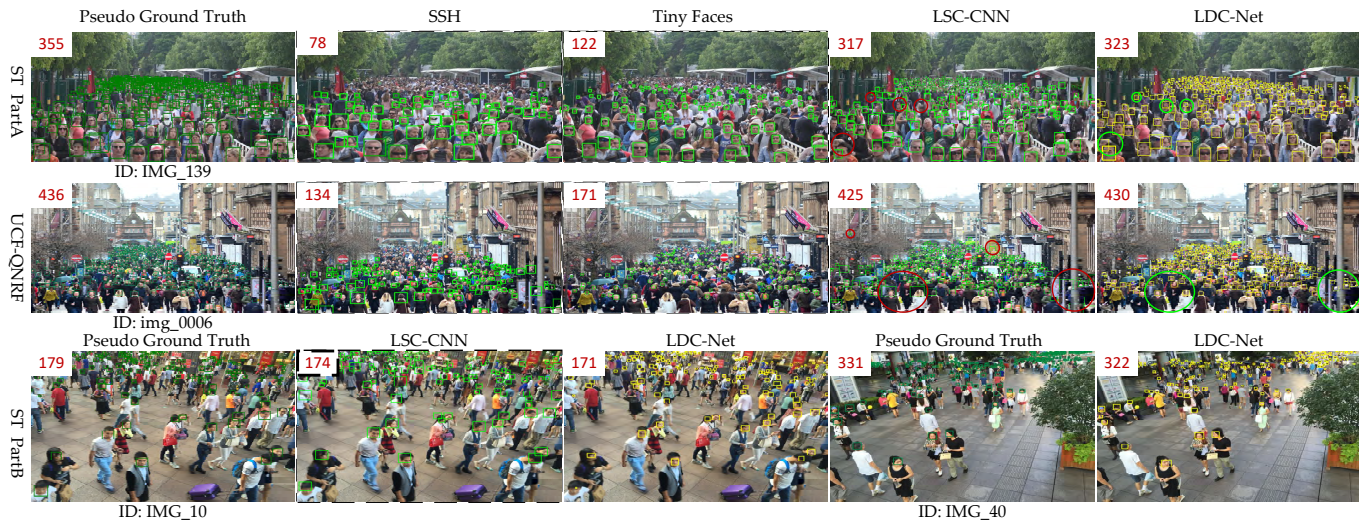 Pseudo Ground Truth SSH Tiny Faces LSC-CNN LDC-Net
ST PartA
355 78 122 317 323
ID: IMG_139
UCF-QNRF
436 134 171 425 430
ID: img_0006
Pseudo Ground Truth LSC-CNN LDC-Net Pseudo Ground Truth LDC-Net
ST PartB
179 174 171 331 322
ID: IMG_10 ID: IMG_40